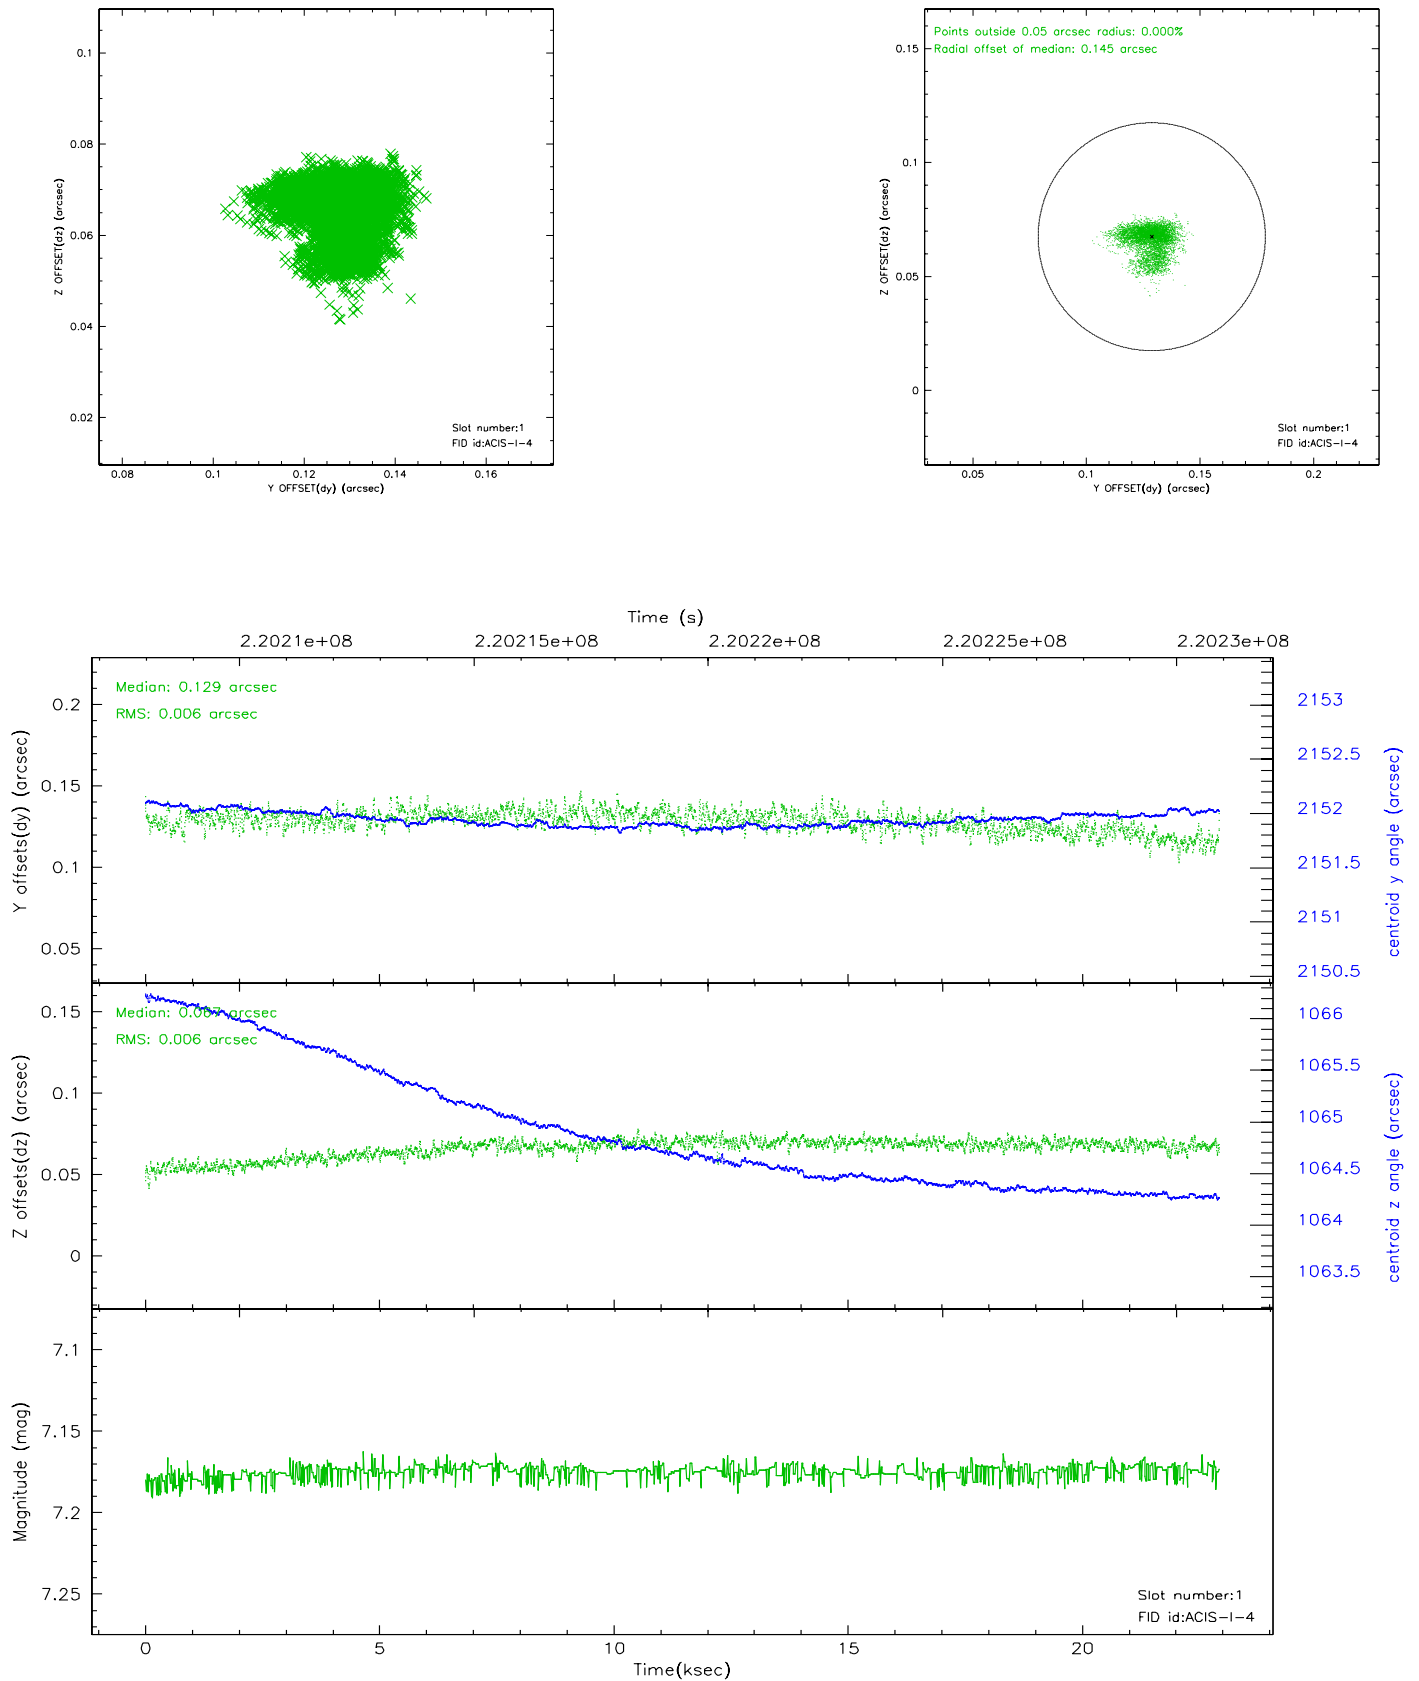 0.1
0.08
0.06
0.04
0.02
Z OFFSET(dz) (arcsec)
Slot number:1
FID id:ACIS-I-4
0.08
0.1
0.12
0.14
0.16
Y OFFSET(dy) (arcsec)
Points outside 0.05 arcsec radius: 0.000%
Radial offset of median: 0.145 arcsec
0.15
0.1
0.05
0
Z OFFSET(dz) (arcsec)
Slot number:1
FID id:ACIS-I-4
0.05
0.1
0.15
0.2
Y OFFSET(dy) (arcsec)
Time (s)
2.2021e+08
2.20215e+08
2.2022e+08
2.20225e+08
2.2023e+08
Median: 0.129 arcsec
RMS: 0.006 arcsec
0.2
0.15
0.1
0.05
Y offsets(dy) (arcsec)
2153
2152.5
2152
2151.5
2151
2150.5
centroid y angle (arcsec)
Median: 0.067 arcsec
RMS: 0.006 arcsec
0.15
0.1
0.05
0
Z offsets(dz) (arcsec)
1066
1065.5
1065
1064.5
1064
1063.5
centroid z angle (arcsec)
7.1
7.15
7.2
7.25
Magnitude (mag)
Slot number:1
FID id:ACIS-I-4
0
5
10
15
20
Time(ksec)